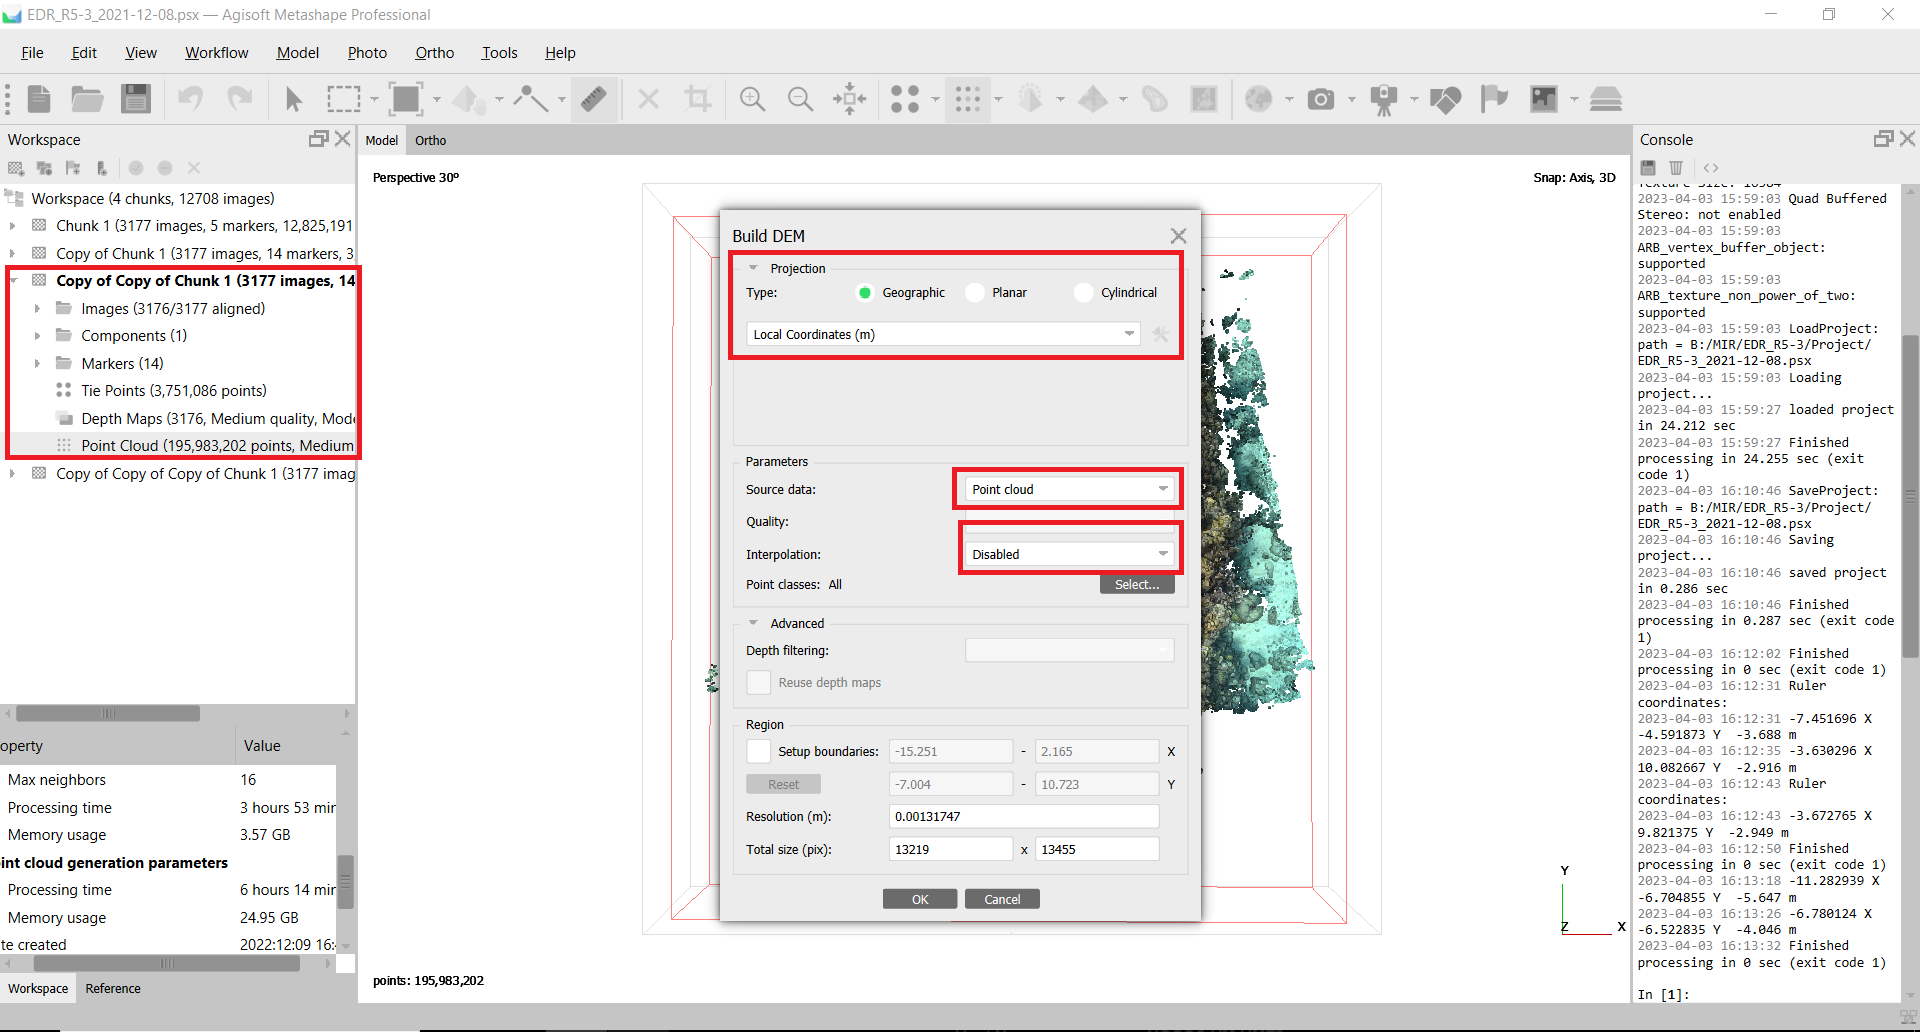 EDR_R5-3_2021-12-08.psx — Agisoft Metashape Professional
File Edit View Workflow Model Photo Ortho Tools Help
Workspace
Workspace (4 chunks, 12708 images)
Chunk 1 (3177 images, 5 markers, 12,825,191
Copy of Chunk 1 (3177 images, 14 markers, 3,
Copy of Copy of Chunk 1 (3177 images, 14
Images (3176/3177 aligned)
Components (1)
Markers (14)
Tie Points (3,751,086 points)
Depth Maps (3176, Medium quality, Mode
Point Cloud (195,983,202 points, Medium
Copy of Copy of Copy of Chunk 1 (3177 imag
operty Value
Max neighbors 16
Processing time 3 hours 53 min
Memory usage 3.57 GB
int cloud generation parameters
Processing time 6 hours 14 min
Memory usage 24.95 GB
te created 2022:12:09 16:
Workspace Reference
Model Ortho
Perspective 30°
Snap: Axis, 3D
Build DEM
Projection
Type: Geographic Planar Cylindrical
Local Coordinates (m)
Parameters
Source data: Point cloud
Quality:
Interpolation: Disabled
Point classes: All Select...
Advanced
Depth filtering:
Reuse depth maps
Region
Setup boundaries: -15.251 - 2.165 X
Reset -7.004 - 10.723 Y
Resolution (m): 0.00131747
Total size (pix): 13219 x 13455
OK Cancel
Y
Z X
points: 195,983,202
Console
Texture Size: 16384
2023-04-03 15:59:03 Quad Buffered
Stereo: not enabled
2023-04-03 15:59:03
ARB_vertex_buffer_object:
supported
2023-04-03 15:59:03
ARB_texture_non_power_of_two:
supported
2023-04-03 15:59:03 LoadProject:
path = B:/MIR/EDR_R5-3/Project/
EDR_R5-3_2021-12-08.psx
2023-04-03 15:59:03 Loading
project...
2023-04-03 15:59:27 loaded project
in 24.212 sec
2023-04-03 15:59:27 Finished
processing in 24.255 sec (exit
code 1)
2023-04-03 16:10:46 SaveProject:
path = B:/MIR/EDR_R5-3/Project/
EDR_R5-3_2021-12-08.psx
2023-04-03 16:10:46 Saving
project...
2023-04-03 16:10:46 saved project
in 0.286 sec
2023-04-03 16:10:46 Finished
processing in 0.287 sec (exit code
1)
2023-04-03 16:12:02 Finished
processing in 0 sec (exit code 1)
2023-04-03 16:12:31 Ruler
coordinates:
2023-04-03 16:12:31 -7.451696 X
-4.591873 Y -3.688 m
2023-04-03 16:12:35 -3.630296 X
10.082667 Y -2.916 m
2023-04-03 16:12:43 Ruler
coordinates:
2023-04-03 16:12:43 -3.672765 X
9.821375 Y -2.949 m
2023-04-03 16:12:50 Finished
processing in 0 sec (exit code 1)
2023-04-03 16:13:18 -11.282939 X
-6.704855 Y -5.647 m
2023-04-03 16:13:26 -6.780124 X
-6.522835 Y -4.046 m
2023-04-03 16:13:32 Finished
processing in 0 sec (exit code 1)
In [1]: